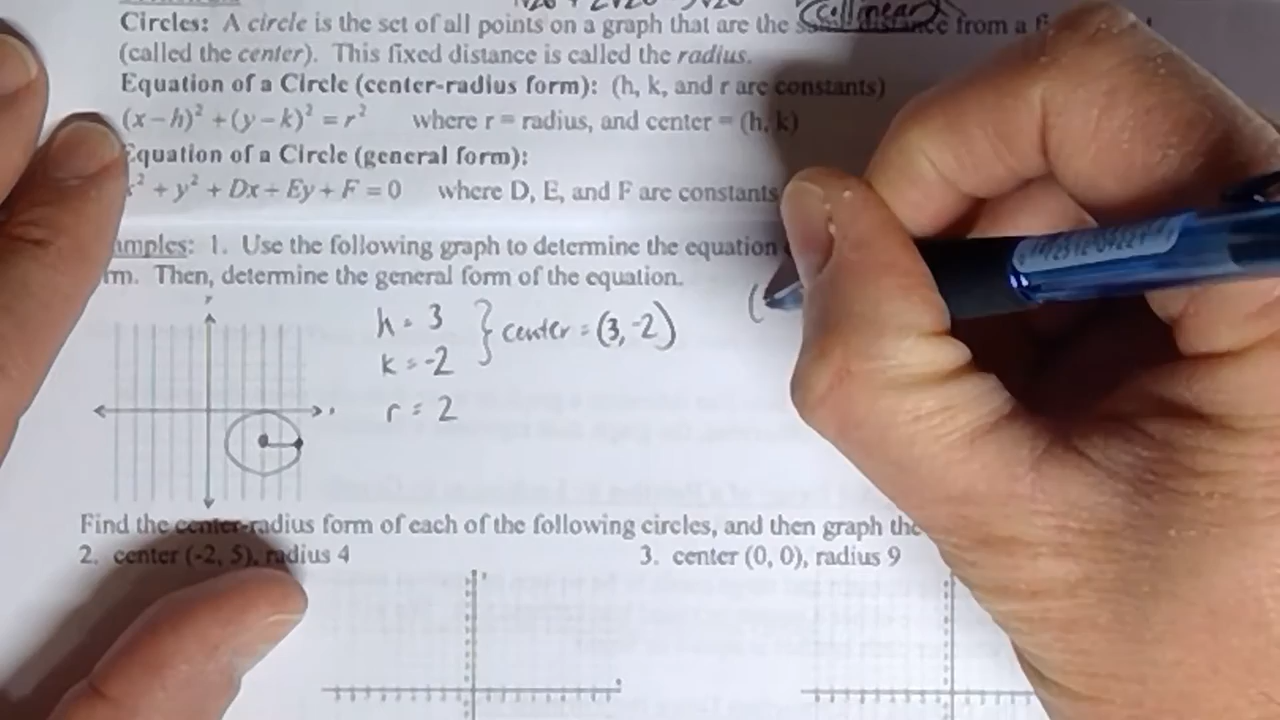 collinear
Circles: A circle is the set of all points on a graph that are the same distance from a
(called the center). This fixed distance is called the radius.
Equation of a Circle (center-radius form): (h, k, and r are constants)
(x – h)² + (y – k)² = r² where r = radius, and center = (h, k)
Equation of a Circle (general form):
x² + y² + Dx + Ey + F = 0 where D, E, and F are constants
amples: 1. Use the following graph to determine the equation
rm. Then, determine the general form of the equation.
h = 3
k = -2
} center = (3, -2)
r = 2
(
Find the center-radius form of each of the following circles, and then graph the
2. center (-2, 5), radius 4
3. center (0, 0), radius 9